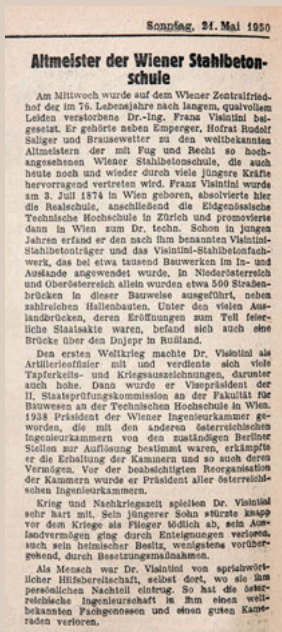 Sonntag, 21. Mai 1950
Altmeister der Wiener Stahlbeton-
schule
Am Mittwoch wurde auf dem Wiener Zentralfried-
hof der im 76. Lebensjahre nach langem, qualvollem
Leiden verstorbene Dr.-Ing. Franz Visintini bei-
gesetzt. Er gehörte neben Emperger, Hofrat Rudolf
Saliger und Brausewetter zu den weltbekannten
Altmeistern der mit Fug und Recht so hoch-
angesehenen Wiener Stahlbetonschule, die auch
heute noch und wieder durch viele jüngere Kräfte
hervorragend vertreten wird. Franz Visintini wurde
am 3. Juli 1874 in Wien geboren, absolvierte hier
die Realschule, anschließend die Eidgenössische
Technische Hochschule in Zürich und promovierte
dann in Wien zum Dr. techn. Schon in jungen
Jahren erfand er den nach ihm benannten Visintini-
Stahlbetonträger und das Visintini-Stahlbetonfach-
werk, das bei etwa tausend Bauwerken im In- und
Auslande angewendet wurde. In Niederösterreich
und Oberösterreich allein wurden etwa 500 Straßen-
brücken in dieser Bauweise ausgeführt, neben
zahlreichen Hallenbauten. Unter den vielen Aus-
landbrücken, deren Eröffnungen zum Teil feier-
liche Staatsakte waren, befand sich auch eine
Brücke über den Dnjepr in Rußland.
Den ersten Weltkrieg machte Dr. Visintini als
Artillerieoffizier mit und verdiente sich viele
Tapferkeits- und Kriegsauszeichnungen, darunter
auch hohe. Dann wurde er Vizepräsident der
II. Staatsprüfungskommission an der Fakultät für
Bauwesen an der Technischen Hochschule in Wien.
1938 Präsident der Wiener Ingenieurkammer ge-
worden, die mit den anderen österreichischen
Ingenieurkammern von den zuständigen Berliner
Stellen zur Auflösung bestimmt waren, erkämpfte
er die Erhaltung der Kammern und so auch deren
Vermögen. Vor der beabsichtigten Reorganisation
der Kammern wurde er Präsident aller österreichi-
schen Ingenieurkammern.
Krieg und Nachkriegszeit spielten Dr. Visintini
sehr hart mit. Sein jüngerer Sohn stürzte knapp
vor dem Kriege als Flieger tödlich ab, sein Aus-
landvermögen ging durch Enteignungen verloren,
auch sein heimischer Besitz, wenigstens vorüber-
gehend, durch Besetzungsmaßnahmen.
Als Mensch war Dr. Visintini von sprichwört-
licher Hilfsbereitschaft, selbst dort, wo sie ihm
persönlichen Nachteil eintrug. So hat die öster-
reichische Ingenieurschaft in ihm einen welt-
bekannten Fachgenossen und einen guten Kame-
raden verloren.